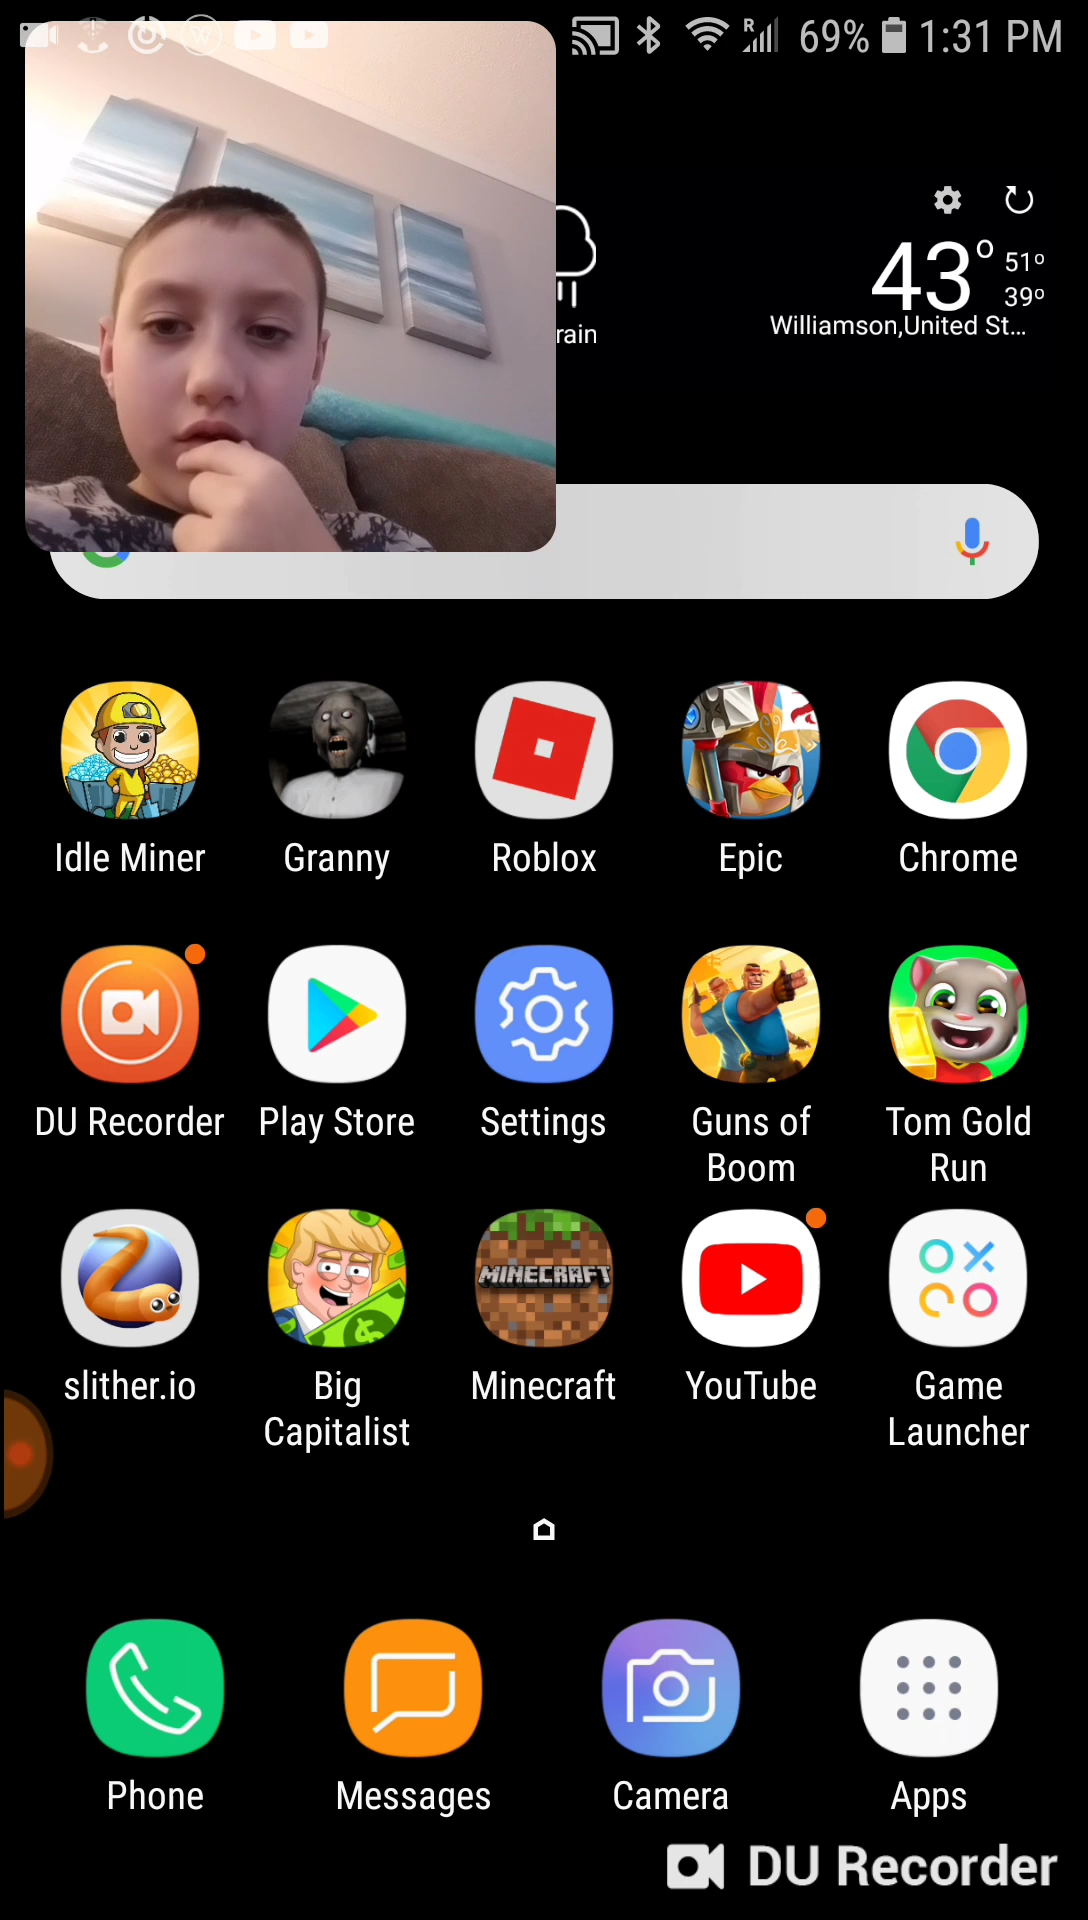 69% 1:31 PM
43° 51°
39°
rain
Williamson,United St...
Idle Miner Granny Roblox Epic Chrome
DU Recorder Play Store Settings Guns of Boom Tom Gold Run
MINECRAFT
slither.io Big Capitalist Minecraft YouTube Game Launcher
Phone Messages Camera Apps
DU Recorder